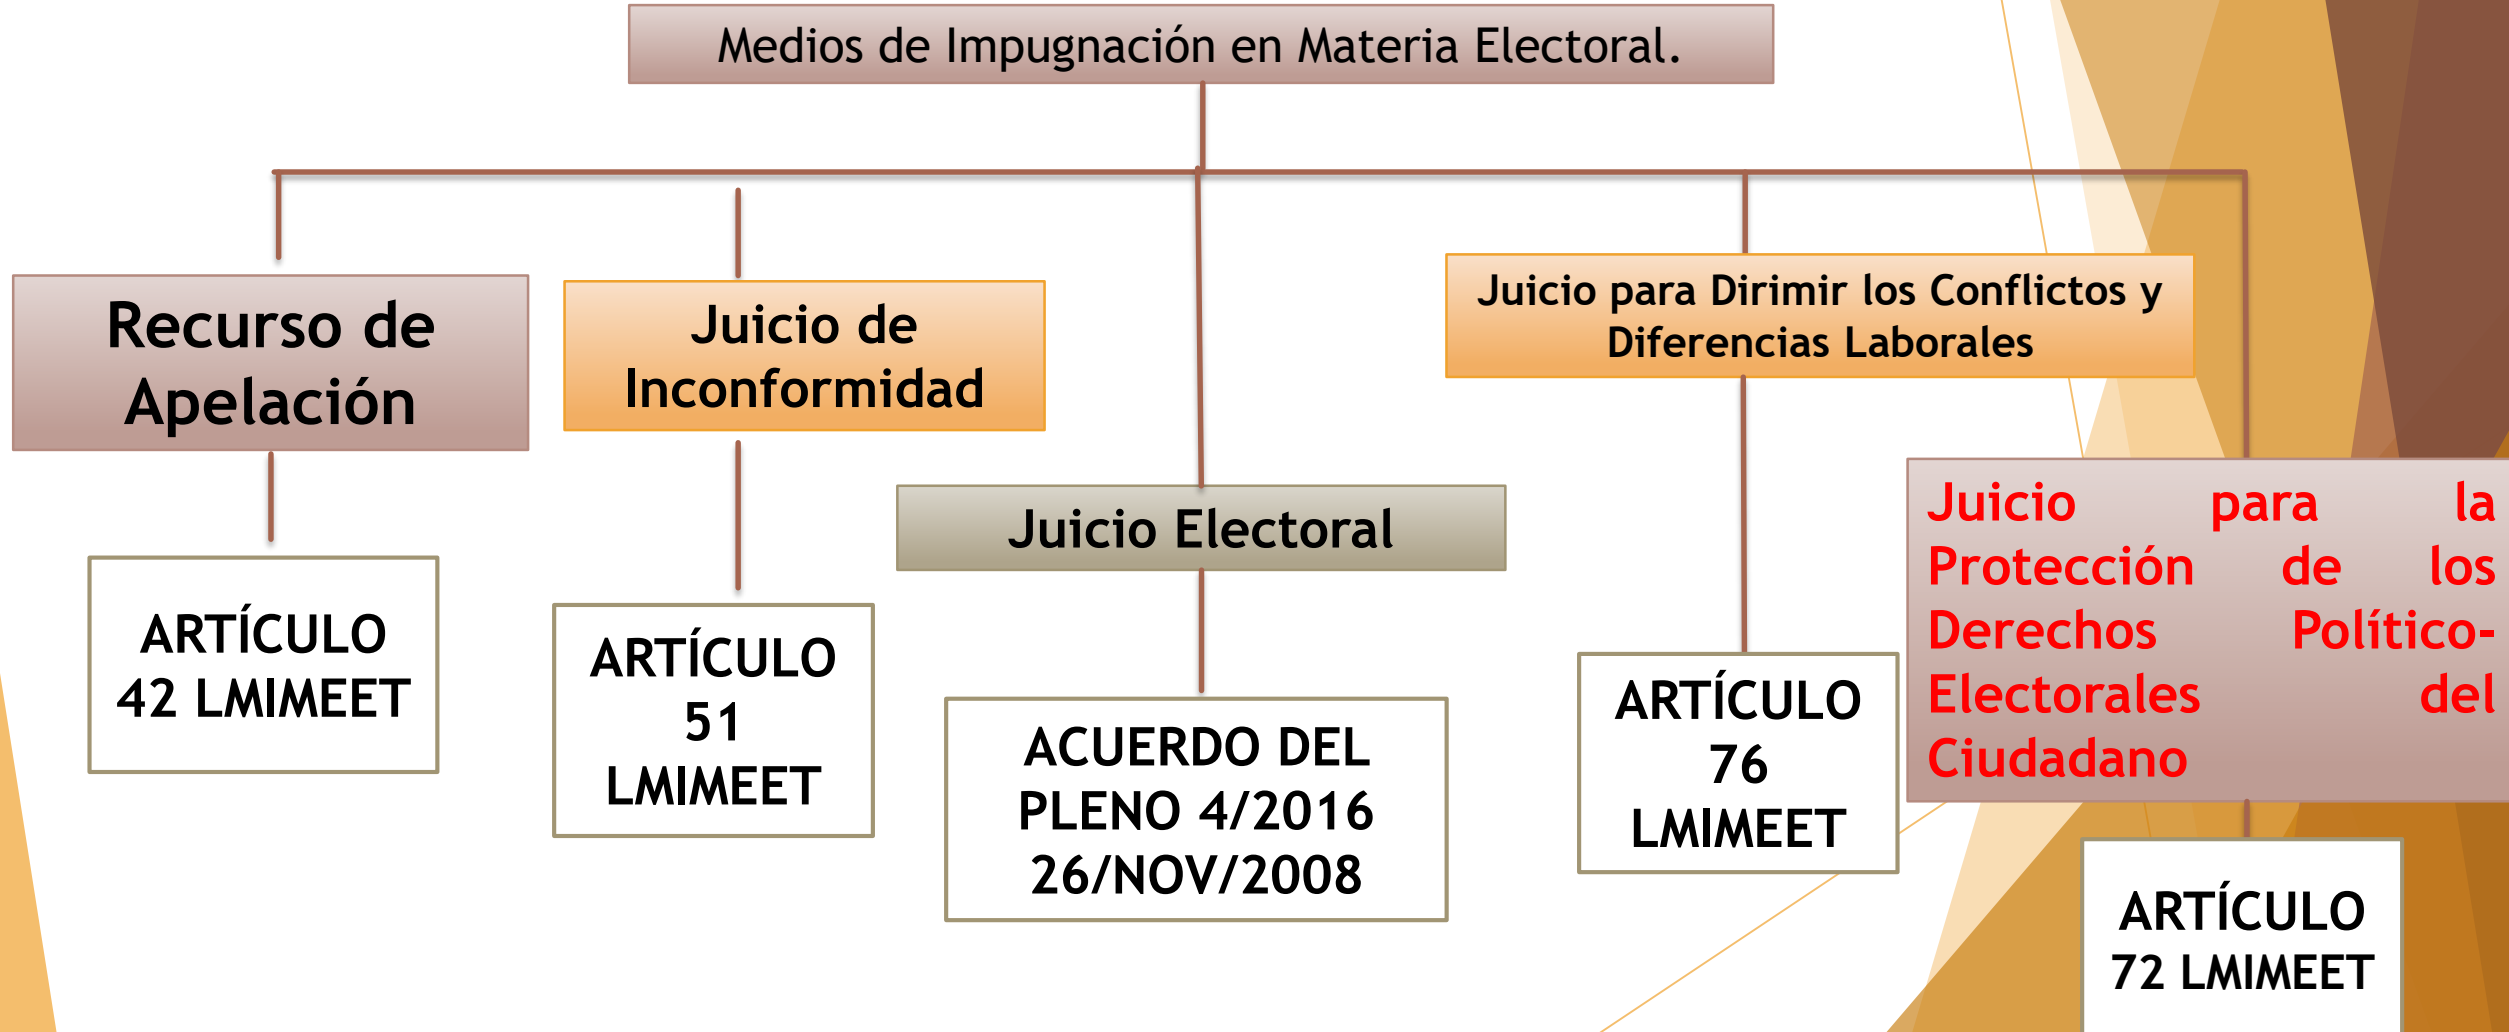 Medios de Impugnación en Materia Electoral.
Recurso de
Apelación
ARTÍCULO
42 LMIMEET
Juicio de
Inconformidad
ARTÍCULO
51
LMIMEET
Juicio Electoral
ACUERDO DEL
PLENO 4/2016
26/NOV/2008
Juicio para Dirimir los Conflictos y
Diferencias Laborales
ARTÍCULO
76
LMIMEET
Juicio para la
Protección de los
Derechos Político-
Electorales del
Ciudadano
ARTÍCULO
72 LMIMEET